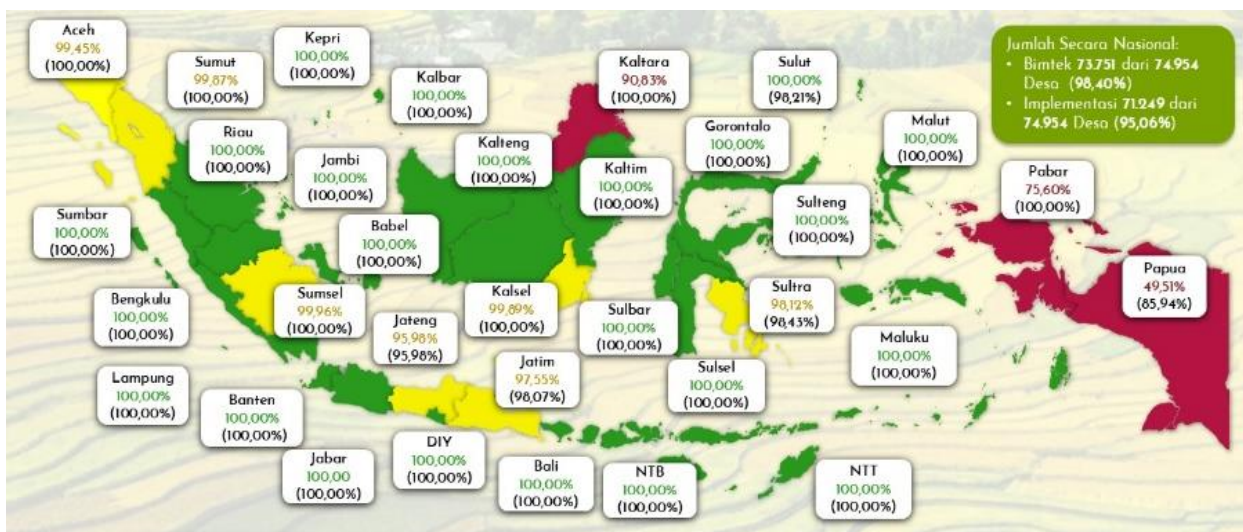 Aceh
99,45%
(100,00%)
Sumut
99,87%
(100,00%)
Kepri
100,00%
(100,00%)
Kalbar
100,00%
(100,00%)
Kaltara
90,83%
(100,00%)
Sulut
100,00%
(98,21%)
Jumlah Secara Nasional:
• Bimtek 73.751 dari 74.954
Desa (98,40%)
• Implementasi 71.249 dari
74.954 Desa (95,06%)
Riau
100,00%
(100,00%)
Jambi
100,00%
(100,00%)
Kalteng
100,00%
(100,00%)
Kaltim
100,00%
(100,00%)
Gorontalo
100,00%
(100,00%)
Malut
100,00%
(100,00%)
Pabar
75,60%
(100,00%)
Sumbar
100,00%
(100,00%)
Babel
100,00%
(100,00%)
Sulteng
100,00%
(100,00%)
Papua
49,51%
(85,94%)
Bengkulu
100,00%
(100,00%)
Sumsel
99,96%
(100,00%)
Jateng
95,98%
(95,98%)
Kalsel
99,89%
(100,00%)
Sulbar
100,00%
(100,00%)
Sultra
98,12%
(98,43%)
Maluku
100,00%
(100,00%)
Lampung
100,00%
(100,00%)
Banten
100,00%
(100,00%)
Jatim
97,55%
(98,07%)
Sulsel
100,00%
(100,00%)
Jabar
100,00
(100,00%)
DIY
100,00%
(100,00%)
Bali
100,00%
(100,00%)
NTB
100,00%
(100,00%)
NTT
100,00%
(100,00%)